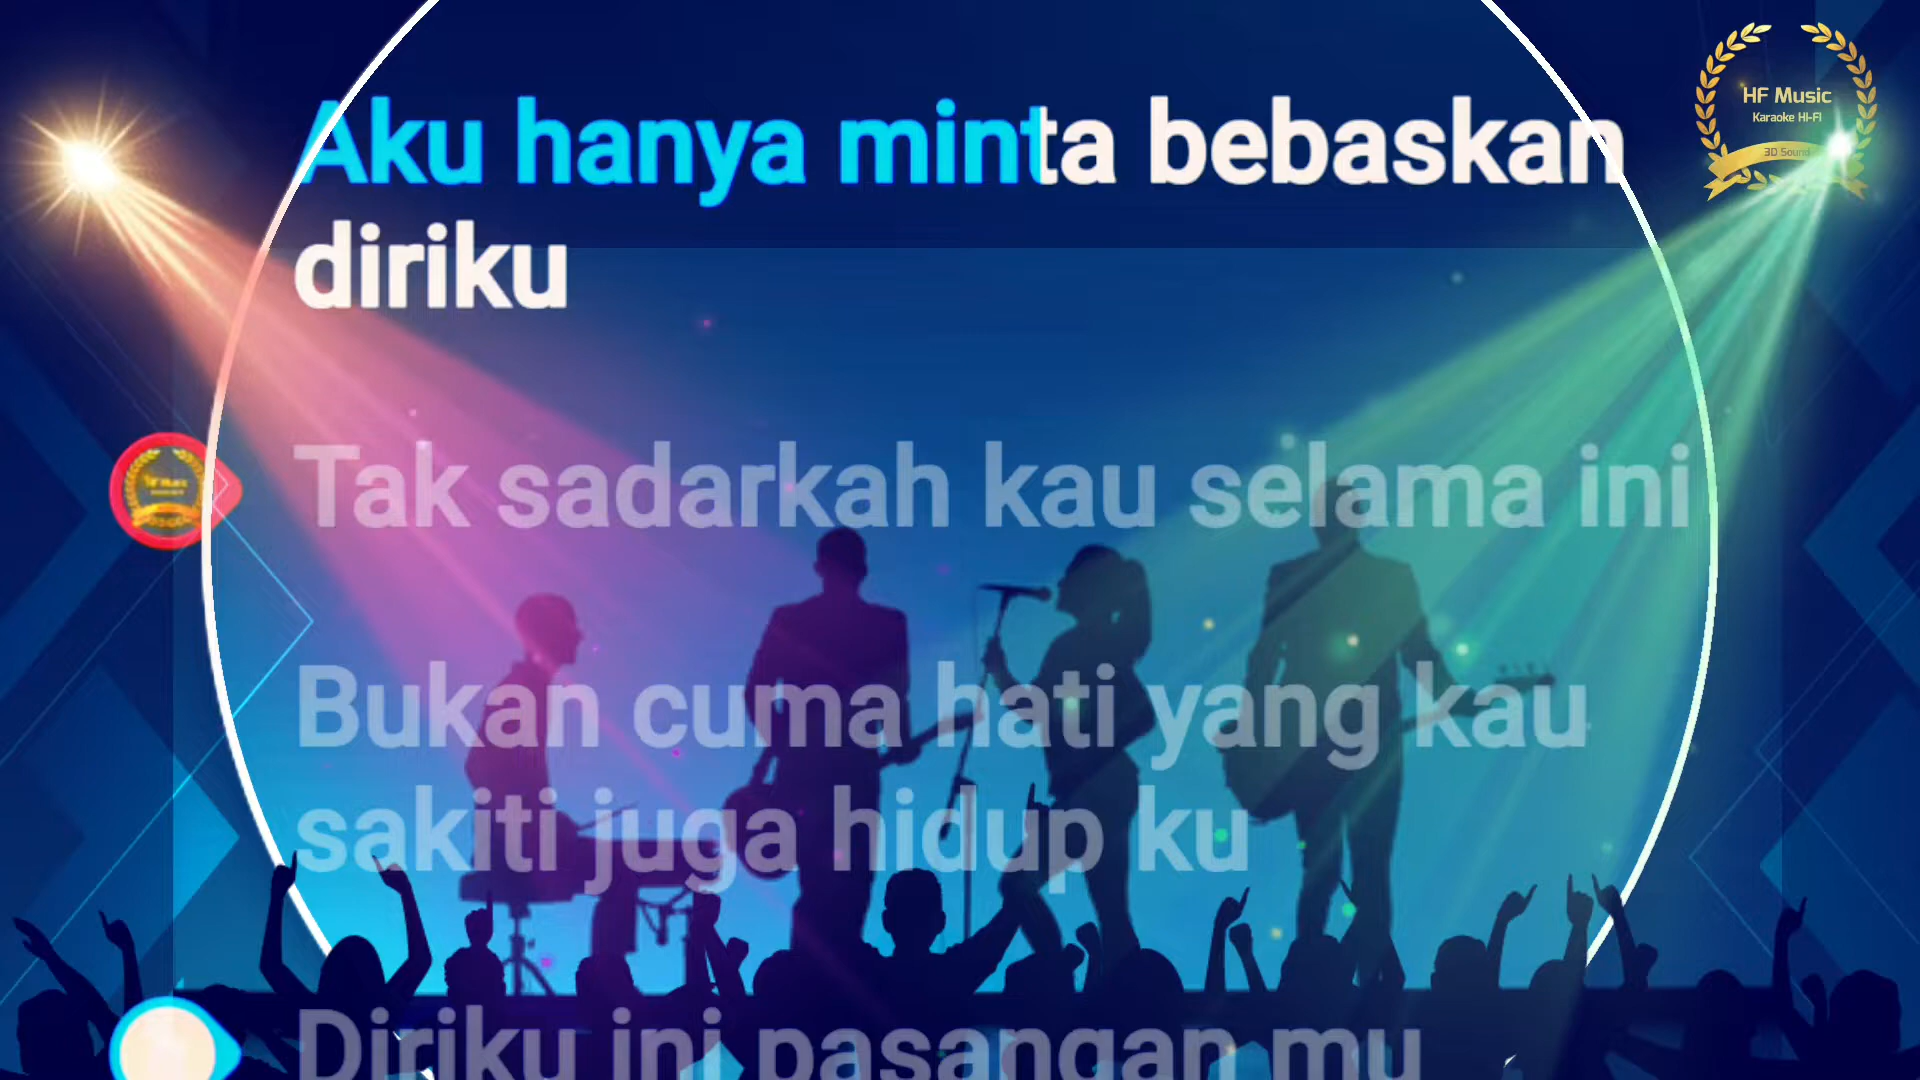 HF Music
Karaoke HI-FI
3D Sound
Aku hanya minta bebaskan
diriku
Tak sadarkah kau selama ini
Bukan cuma hati yang kau
sakiti juga hidup ku
Diriku ini pasangan mu